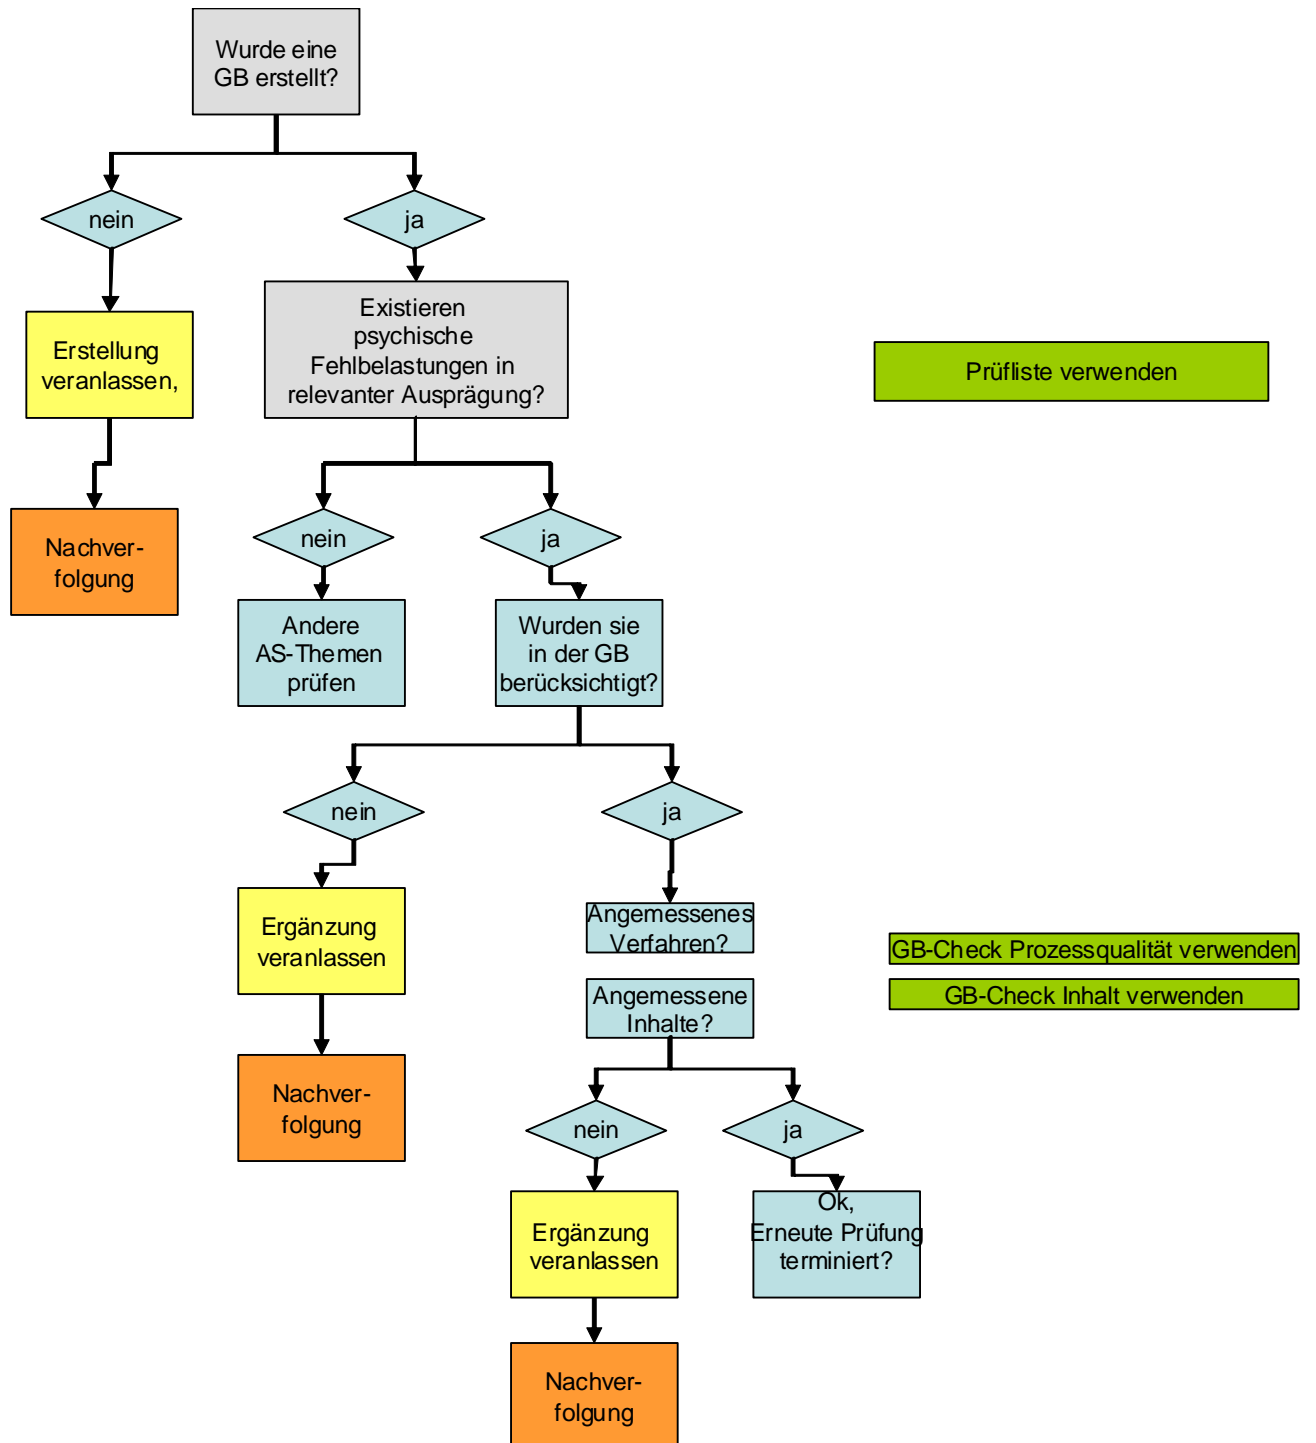 Wurde eine
GB erstellt?
nein
ja
Existieren
psychische
Fehlbelastungen in
relevanter Ausprägung?
Erstellung
veranlassen,
Prüfliste verwenden
Nachver-
folgung
nein
ja
Andere
AS-Themen
prüfen
Wurden sie
in der GB
berücksichtigt?
nein
ja
Ergänzung
veranlassen
Angemessenes
Verfahren?
GB-Check Prozessqualität verwenden
Angemessene
Inhalte?
GB-Check Inhalt verwenden
Nachver-
folgung
nein
ja
Ergänzung
veranlassen
Ok,
Erneute Prüfung
terminiert?
Nachver-
folgung